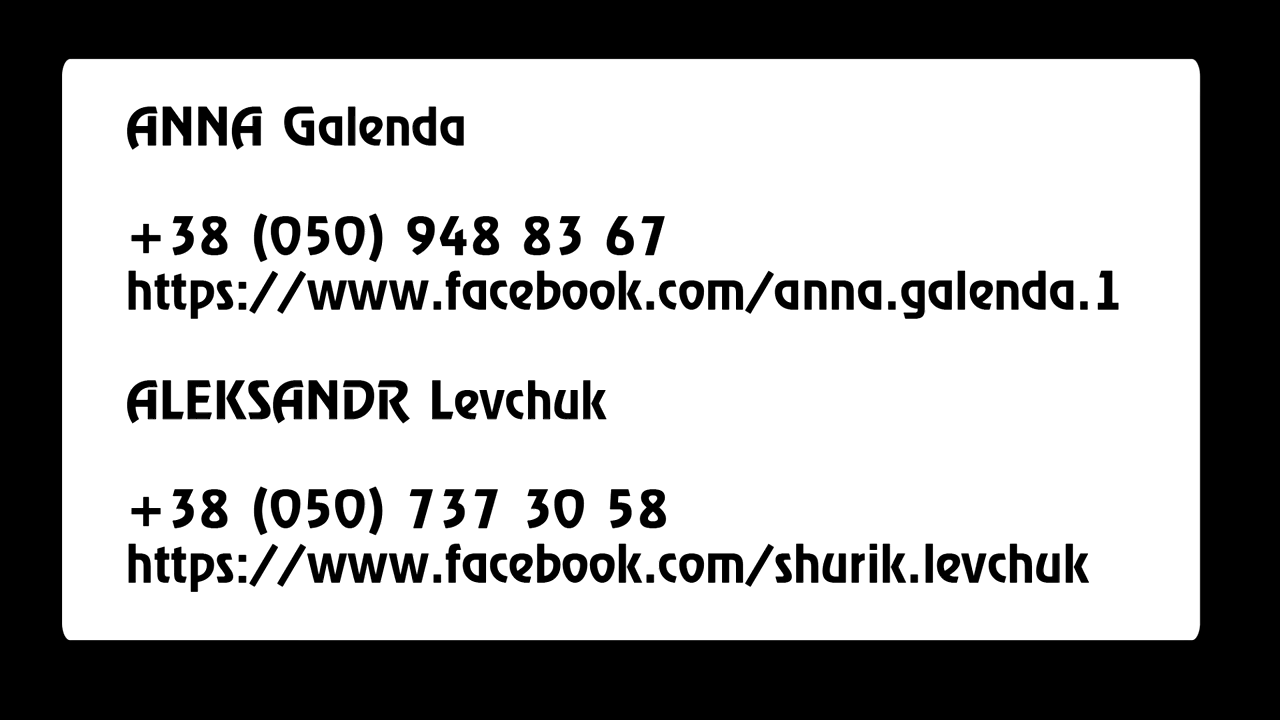 ANNA Galenda
+38 (050) 948 83 67
https://www.facebook.com/anna.galenda.1
ALEKSANDR Levchuk
+38 (050) 737 30 58
https://www.facebook.com/shurik.levchuk